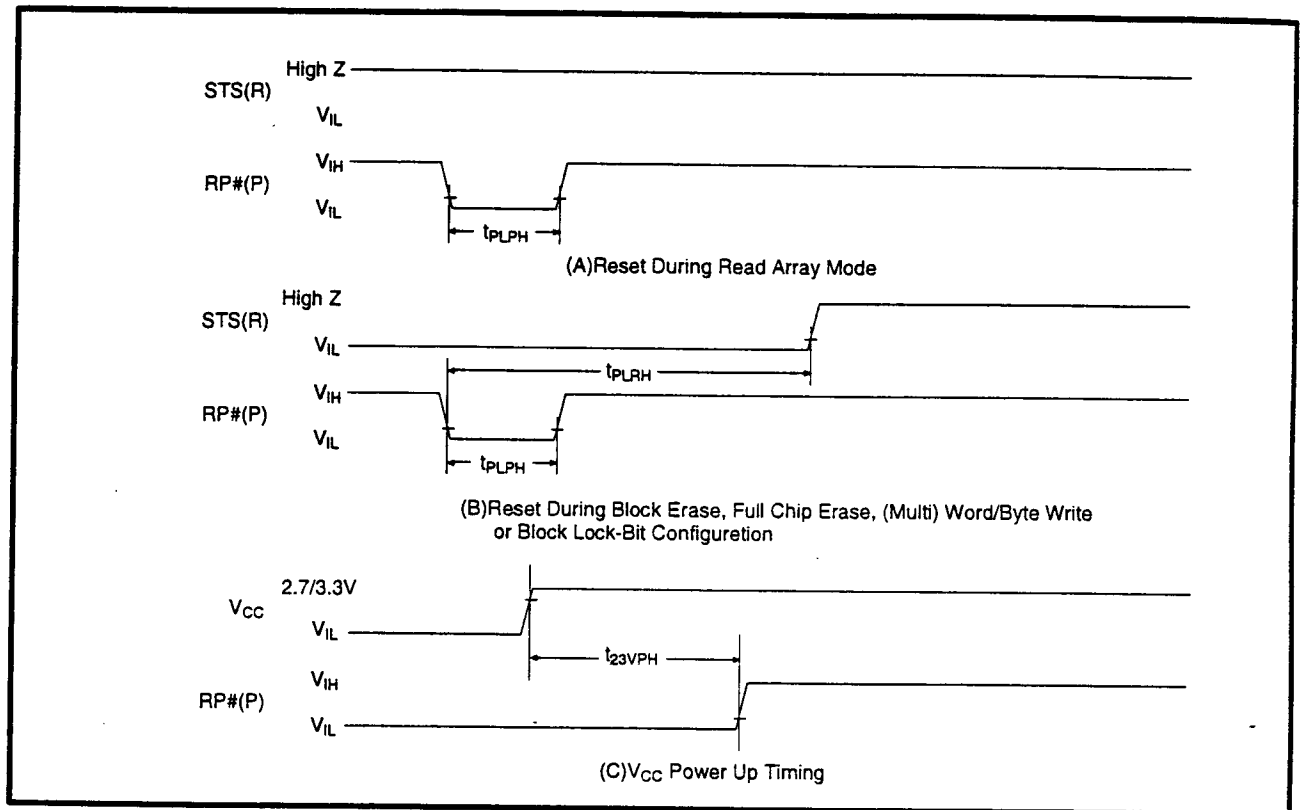 High Z
STS(R)
VIL
VIH
RP#(P)
VIL
tPLPH
(A)Reset During Read Array Mode
High Z
STS(R)
VIL
tPLRH
VIH
RP#(P)
VIL
tPLPH
(B)Reset During Block Erase, Full Chip Erase, (Multi) Word/Byte Write
or Block Lock-Bit Configuretion
2.7/3.3V
VCC
VIL
t23VPH
VIH
RP#(P)
VIL
(C)VCC Power Up Timing